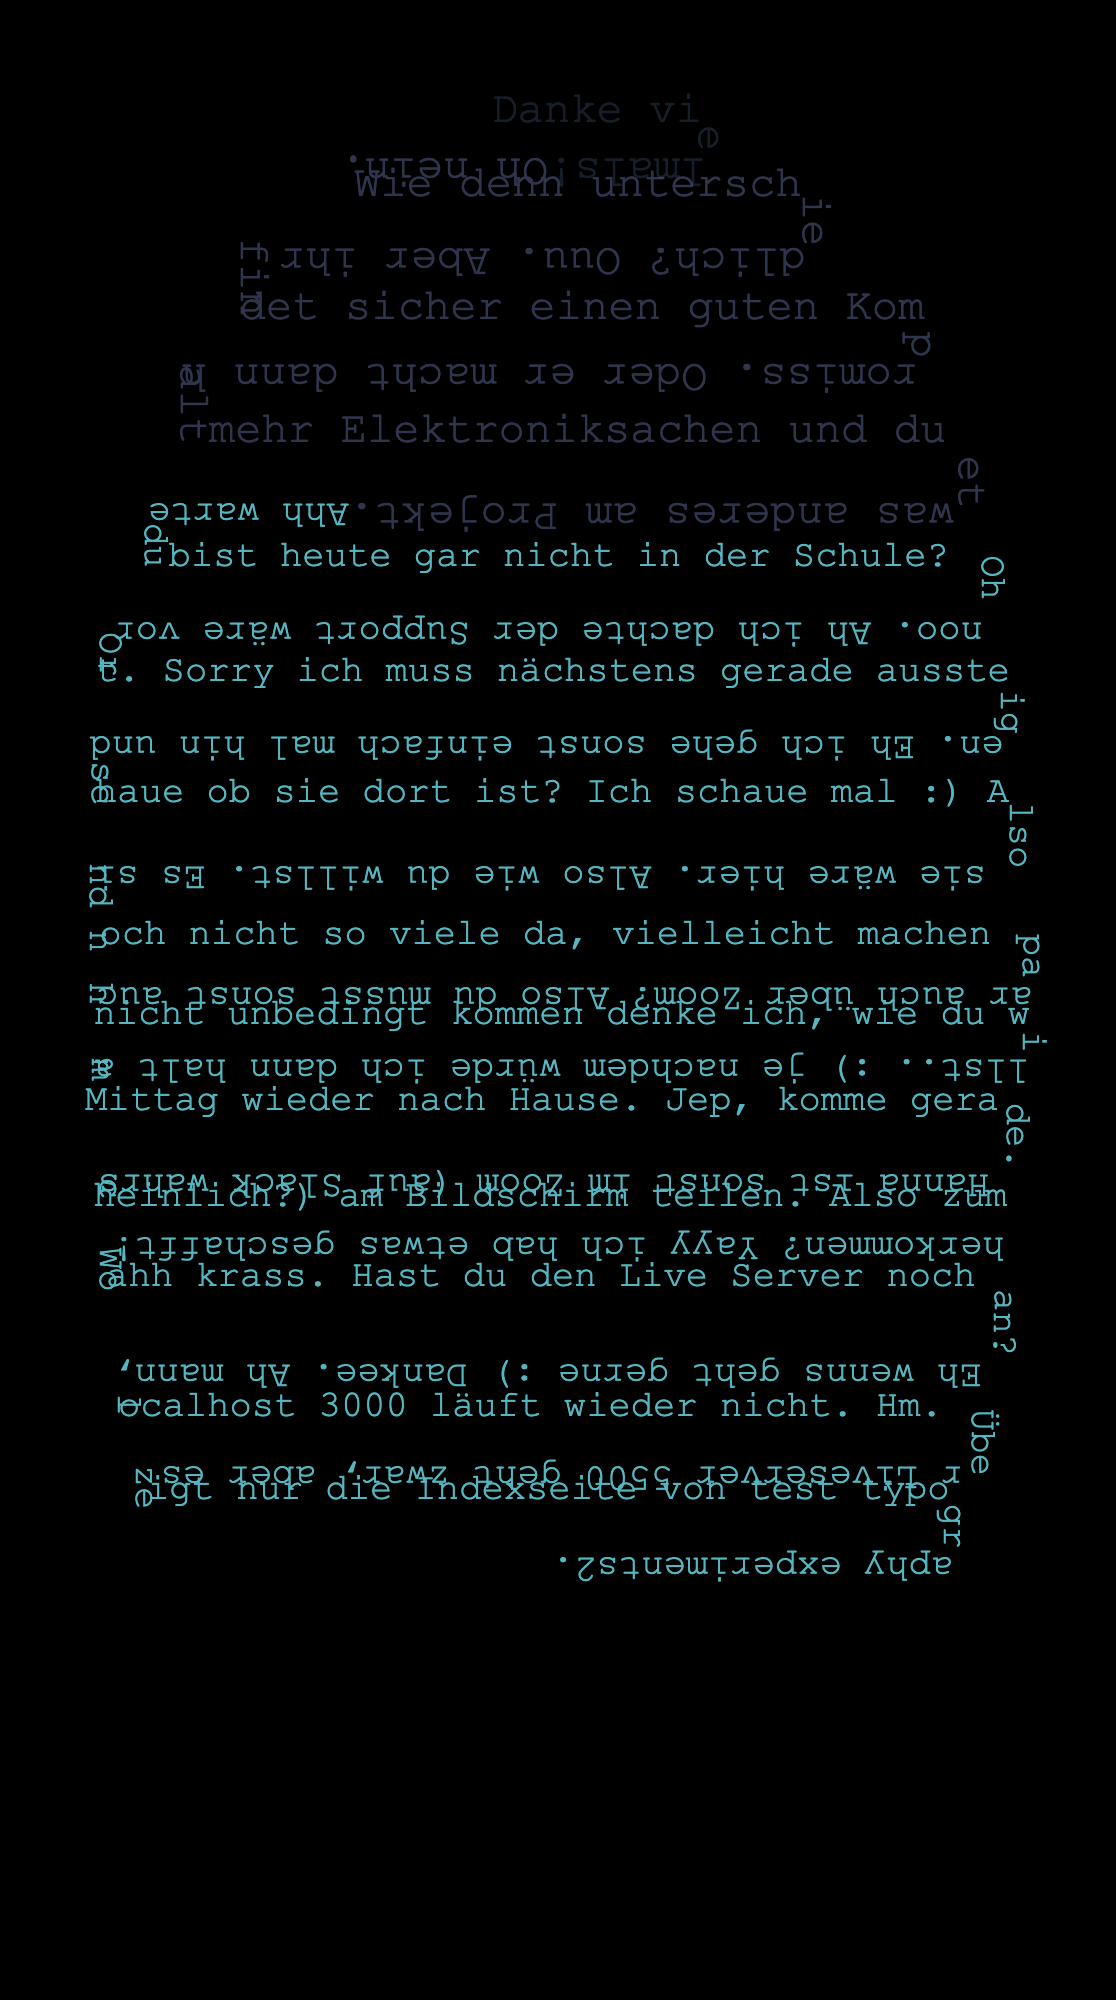 Danke vi
e
lmals! Oh nein.
Wie denn untersch
ie
dlich? Ouu. Aber ihr
fin
det sicher einen guten Kom
p
romiss. Oder er macht dann h
alt
mehr Elektroniksachen und du
et
was anderes am Projekt. Ahh warte
du
bist heute gar nicht in der Schule?
Oh
noo. Ah ich dachte der Support wäre vor
Or
t. Sorry ich muss nächstens gerade ausste
ig
en. Eh ich gehe sonst einfach mal hin und
sc
haue ob sie dort ist? Ich schaue mal :) A
lso
sie wäre hier. Also wie du willst. Es si
nd n
och nicht so viele da, vielleicht machen
pa
ar auch über Zoom? Also du musst sonst auc
h
nicht unbedingt kommen denke ich, wie du w
i
llst.. :) je nachdem würde ich dann halt a
m
Mittag wieder nach Hause. Jep, komme gera
de.
Hanna ist sonst im Zoom (auf Slack wahrs
heinlich?) am Bildschirm teilen. Also zum
herkommen? Yayy ich hab etwas geschafft!
Wo
ahh krass. Hast du den Live Server noch
an?
Eh wenns geht gerne :) Dankee. Ah mann,
l
ocalhost 3000 läuft wieder nicht. Hm.
Übe
r Liveserver 5500 geht zwar, aber es
ze
igt nur die Indexseite von test typo
gr
aphy experiments2.